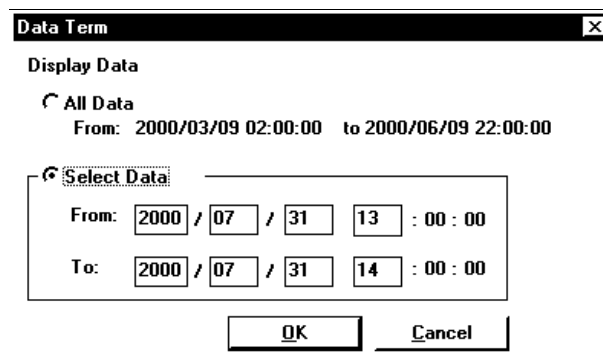 Data Term
Display Data
All Data
From: 2000/03/09 02:00:00 to 2000/06/09 22:00:00
Select Data
From: 2000 / 07 / 31 13 : 00 : 00
To: 2000 / 07 / 31 14 : 00 : 00
OK Cancel